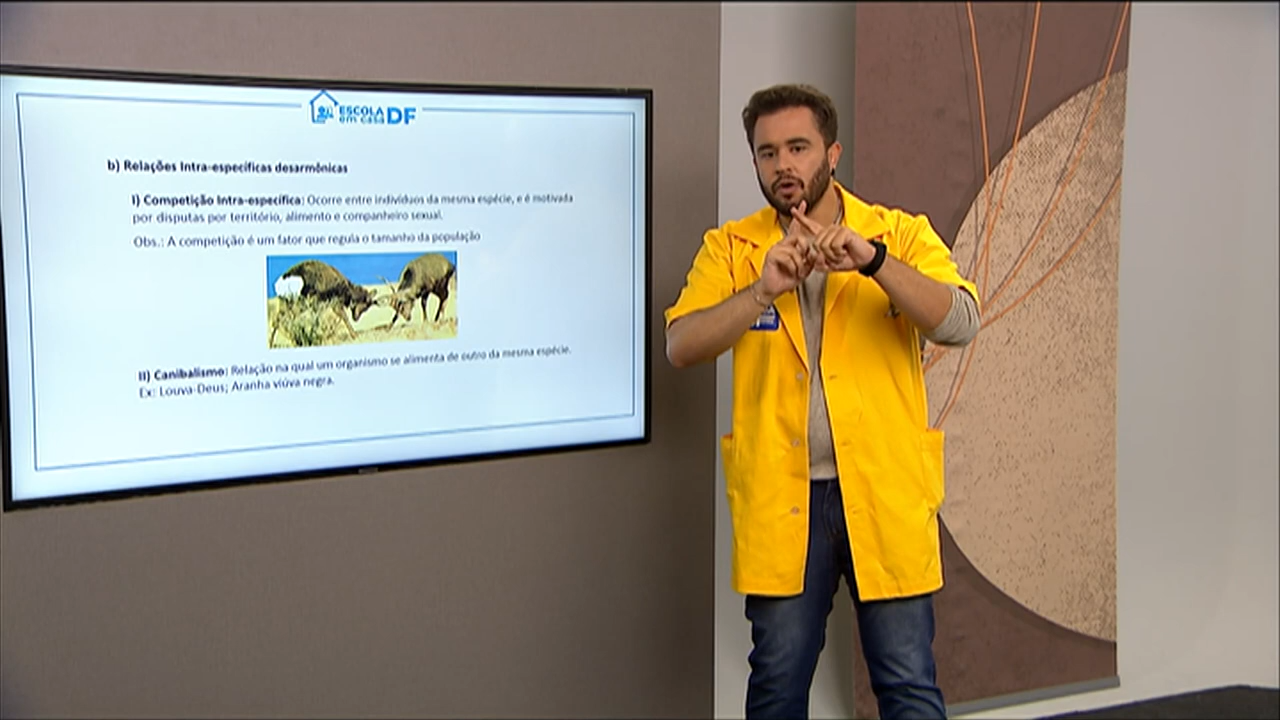 ESCOLA
em casa DF
b) Relações Intra-específicas desarmônicas
I) Competição Intra-específica: Ocorre entre indivíduos da mesma espécie, e é motivada
por disputas por território, alimento e companheiro sexual.
Obs.: A competição é um fator que regula o tamanho da população
II) Canibalismo: Relação na qual um organismo se alimenta de outro da mesma espécie.
Ex: Louva-Deus; Aranha viúva negra.